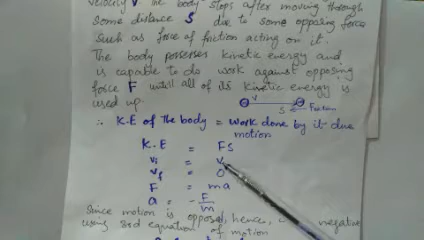 velocity V. The body stops after moving through
some distance S due to some opposing force
such as force of friction acting on it.
The body possesses kinetic energy and
is capable to do work against opposing
force F untill all of its kinetic energy is
used up.
V
S Friction
∴ K.E of the body = Work done by it due
motion
K.E = FS
vi = v
vf = 0
F = ma
a = - F/m
Since motion is opposed, hence, negative
using 3rd equation of motion